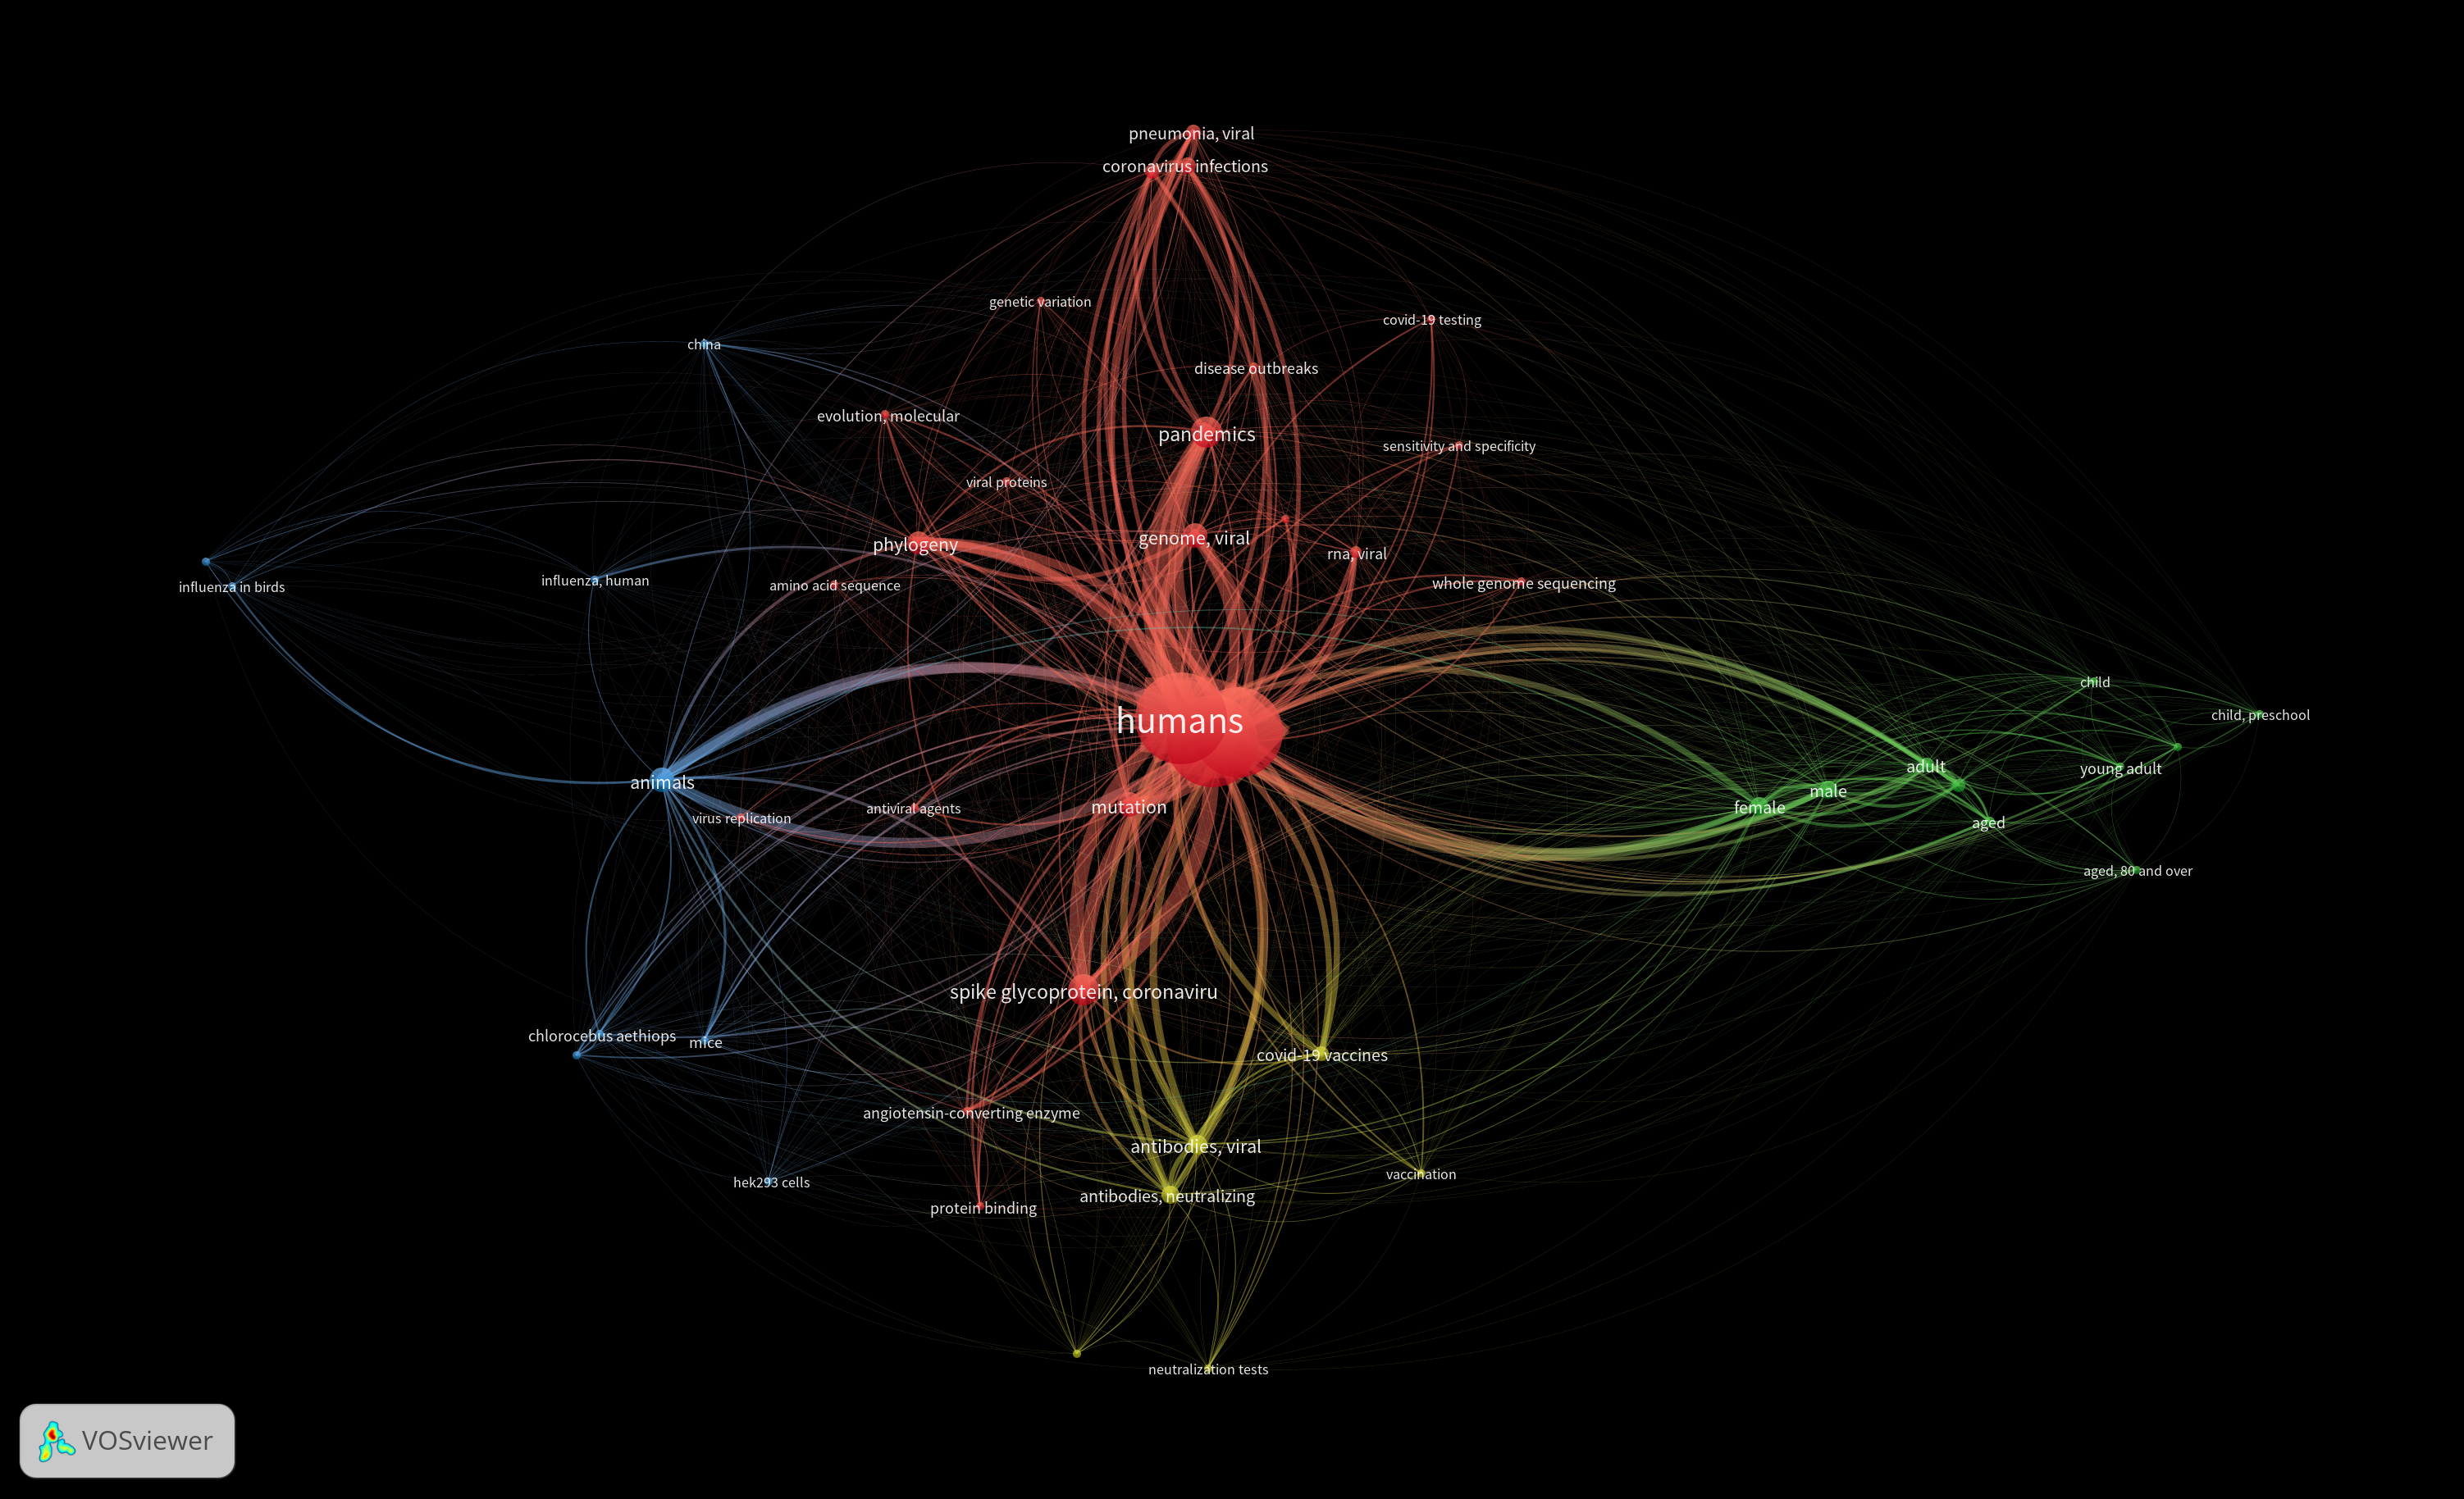 pneumonia, viral
coronavirus infections
genetic variation
covid-19 testing
china
disease outbreaks
evolution, molecular
pandemics
sensitivity and specificity
viral proteins
genome, viral
phylogeny
rna, viral
influenza, human
whole genome sequencing
amino acid sequence
influenza in birds
child
child, preschool
humans
adult
young adult
animals
male
mutation
female
antiviral agents
virus replication
aged
aged, 80 and over
spike glycoprotein, coronaviru
chlorocebus aethiops
mice
covid-19 vaccines
angiotensin-converting enzyme
antibodies, viral
vaccination
hek293 cells
antibodies, neutralizing
protein binding
neutralization tests
VOSviewer